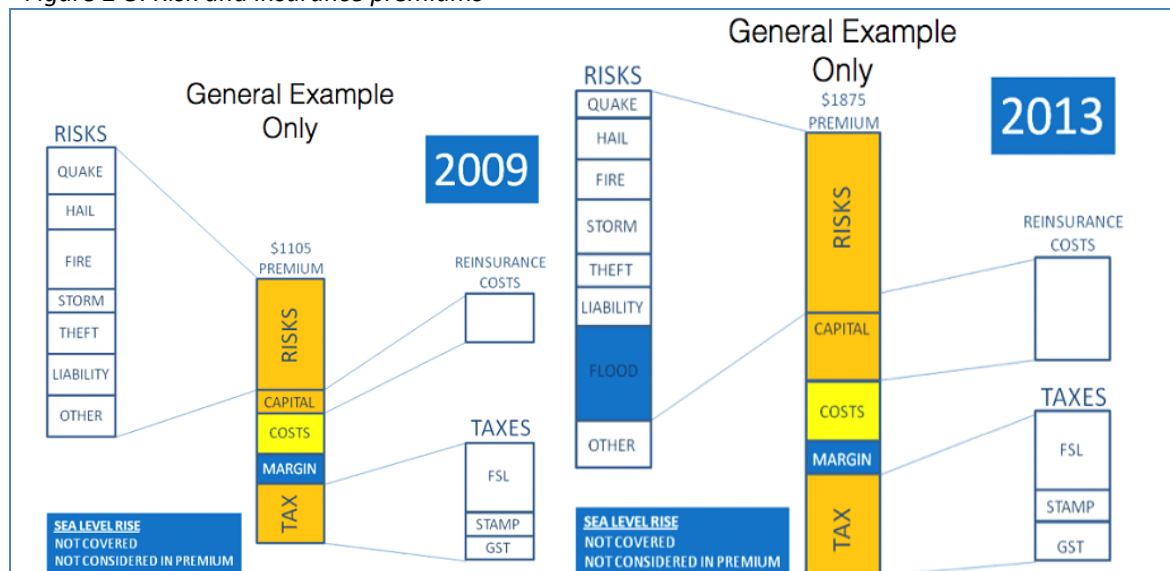 Figure 2-3: Risk and insurance premiums
General Example
Only
2009
RISKS
QUAKE
HAIL
FIRE
STORM
THEFT
LIABILITY
OTHER
$1105
PREMIUM
RISKS
CAPITAL
COSTS
MARGIN
TAX
REINSURANCE
COSTS
TAXES
FSL
STAMP
GST
SEA LEVEL RISE
NOT COVERED
NOT CONSIDERED IN PREMIUM
General Example
Only
2013
RISKS
QUAKE
HAIL
FIRE
STORM
THEFT
LIABILITY
FLOOD
OTHER
$1875
PREMIUM
RISKS
CAPITAL
COSTS
MARGIN
TAX
REINSURANCE
COSTS
TAXES
FSL
STAMP
GST
SEA LEVEL RISE
NOT COVERED
NOT CONSIDERED IN PREMIUM